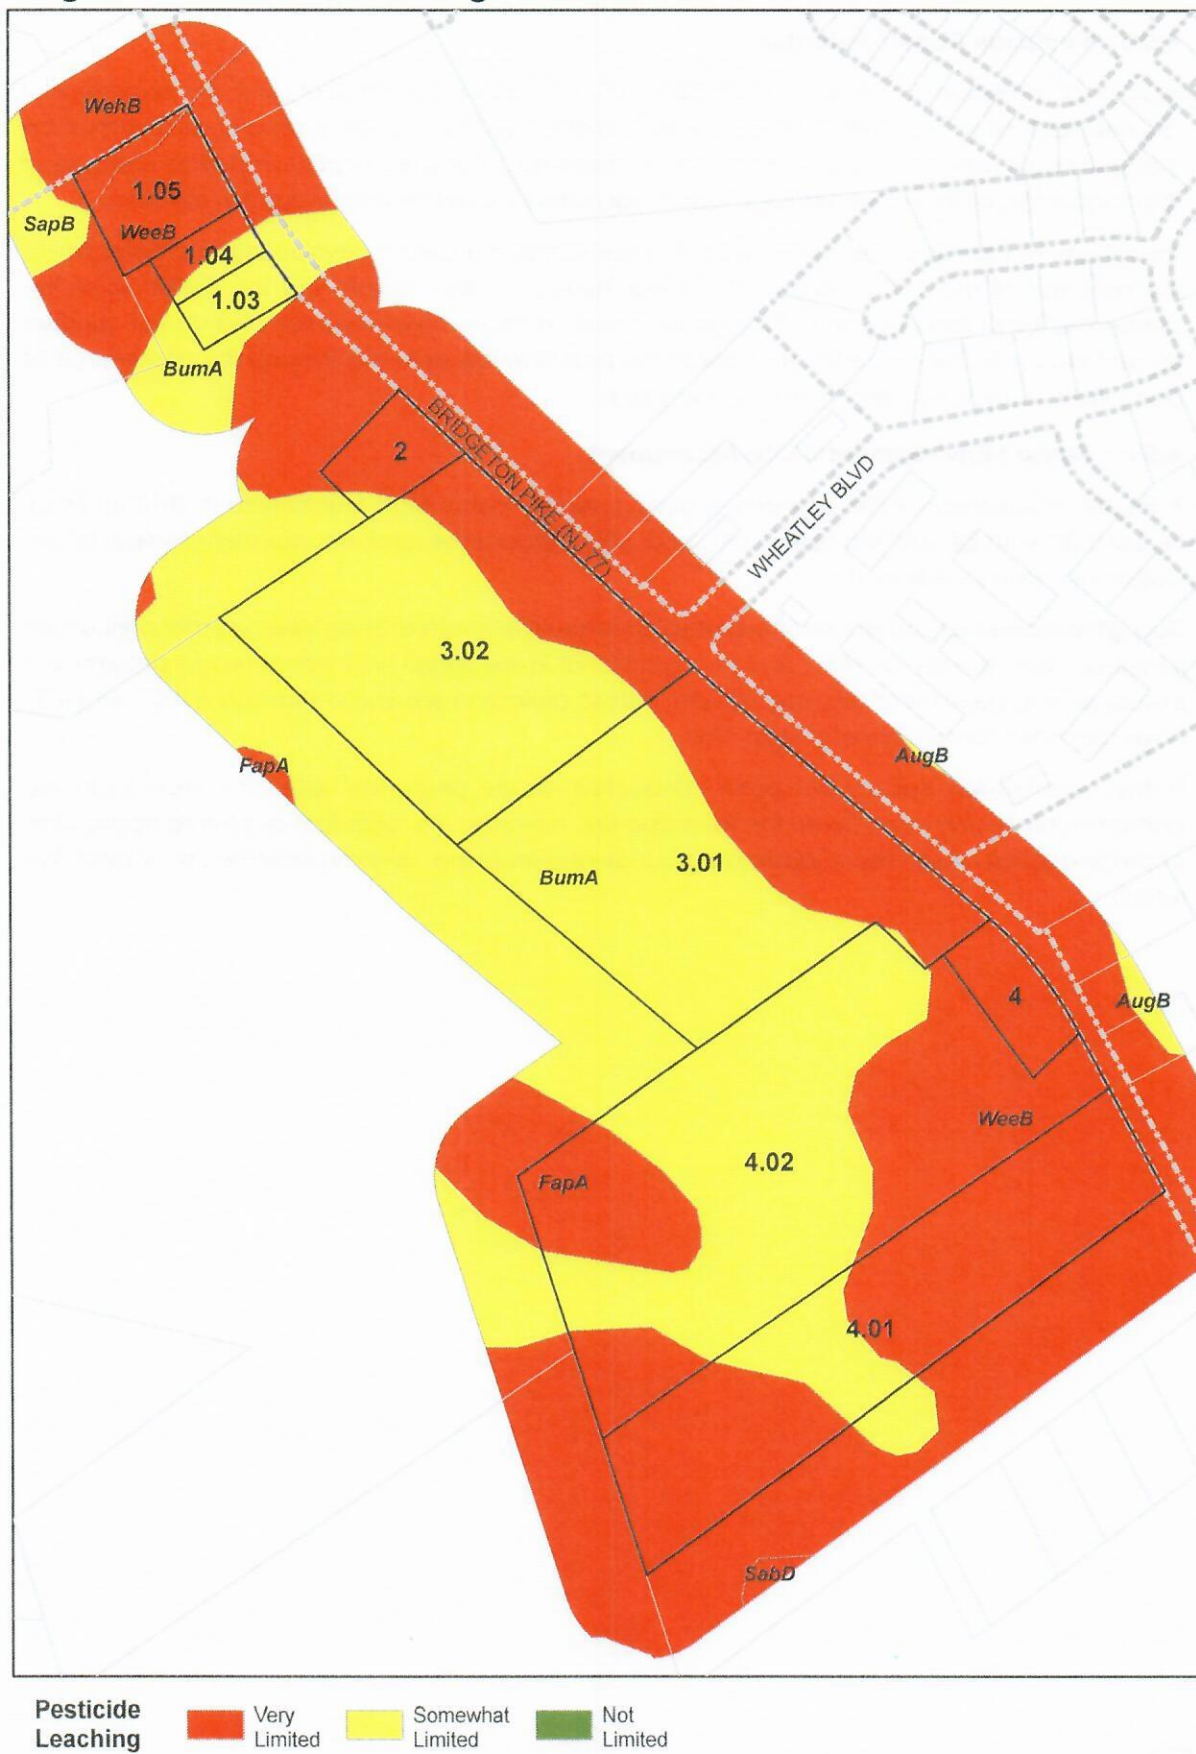 WehB
1.05
SapB
WeeB
1.04
1.03
BumA
BRIDGETON PIKE (NJ 77)
2
WHEATLEY BLVD
3.02
AugB
FapA
3.01
BumA
4
AugB
WeeB
4.02
FapA
4.01
SabD
Pesticide
Leaching
Very
Limited
Somewhat
Limited
Not
Limited